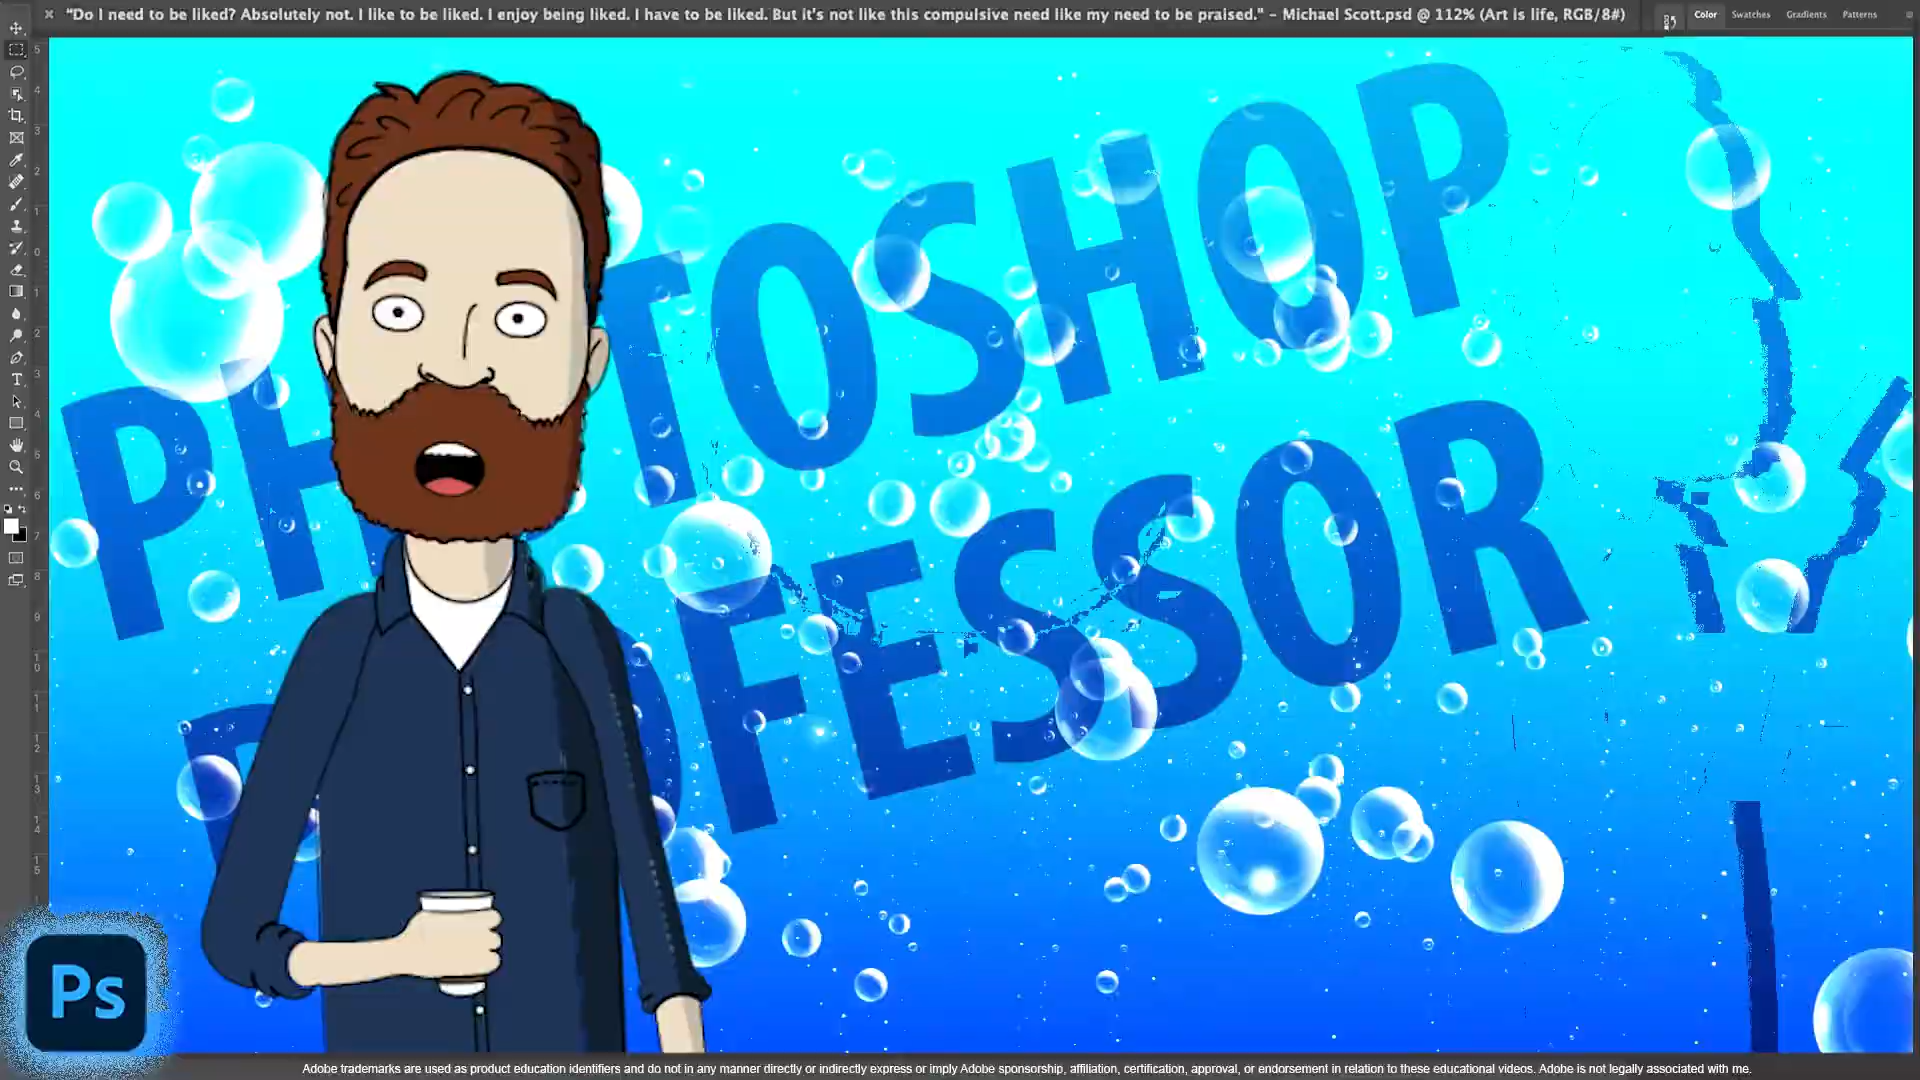 “Do I need to be liked? Absolutely not. I like to be liked. I enjoy being liked. I have to be liked. But it's not like this compulsive need like my need to be praised." – Michael Scott.psd @ 112% (Art is life, RGB/8#)
Color Swatches Gradients Patterns
PH TOSHOP
OFESSOR
Ps
Adobe trademarks are used as product education identifiers and do not in any manner directly or indirectly express or imply Adobe sponsorship, affiliation, certification, approval, or endorsement in relation to these educational videos. Adobe is not legally associated with me.